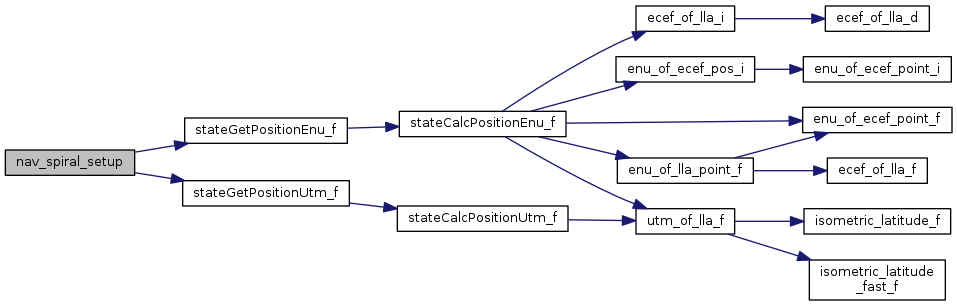 nav_spiral_setup
stateGetPositionEnu_f
stateGetPositionUtm_f
stateCalcPositionEnu_f
stateCalcPositionUtm_f
ecef_of_lla_i
enu_of_ecef_pos_i
enu_of_lla_point_f
utm_of_lla_f
ecef_of_lla_d
enu_of_ecef_point_i
enu_of_ecef_point_f
ecef_of_lla_f
isometric_latitude_f
isometric_latitude
_fast_f